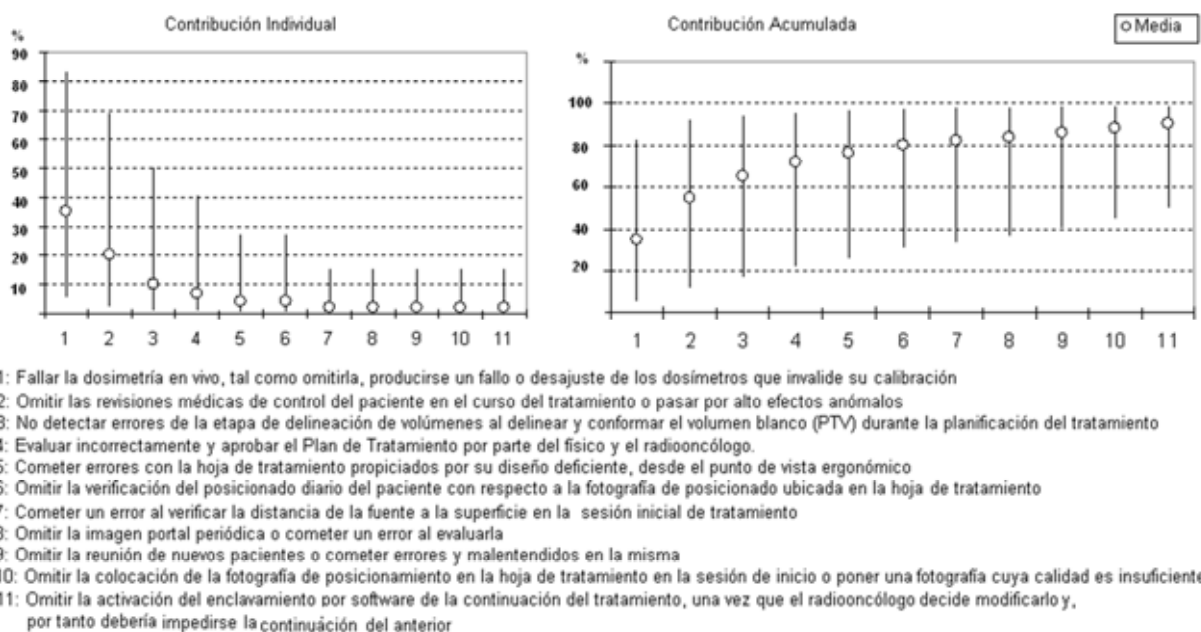 Contribución Individual
Contribución Acumulada
Media
%
90
80
70
60
50
40
30
20
10
1 2 3 4 5 6 7 8 9 10 11
%
100
80
60
40
20
1 2 3 4 5 6 7 8 9 10 11
1: Fallar la dosimetría en vivo, tal como omitirla, producirse un fallo o desajuste de los dosímetros que invalide su calibración
2: Omitir las revisiones médicas de control del paciente en el curso del tratamiento o pasar por alto efectos anómalos
3: No detectar errores de la etapa de delineación de volúmenes al delinear y conformar el volumen blanco (PTV) durante la planificación del tratamiento
4: Evaluar incorrectamente y aprobar el Plan de Tratamiento por parte del físico y el radiooncólogo.
5: Cometer errores con la hoja de tratamiento propiciados por su diseño deficiente, desde el punto de vista ergonómico
6: Omitir la verificación del posicionado diario del paciente con respecto a la fotografía de posicionado ubicada en la hoja de tratamiento
7: Cometer un error al verificar la distancia de la fuente a la superficie en la sesión inicial de tratamiento
8: Omitir la imagen portal periódica o cometer un error al evaluarla
9: Omitir la reunión de nuevos pacientes o cometer errores y malentendidos en la misma
10: Omitir la colocación de la fotografía de posicionamiento en la hoja de tratamiento en la sesión de inicio o poner una fotografía cuya calidad es insuficiente
11: Omitir la activación del enclavamiento por software de la continuación del tratamiento, una vez que el radiooncólogo decide modificarlo y,
por tanto debería impedirse la continuación del anterior